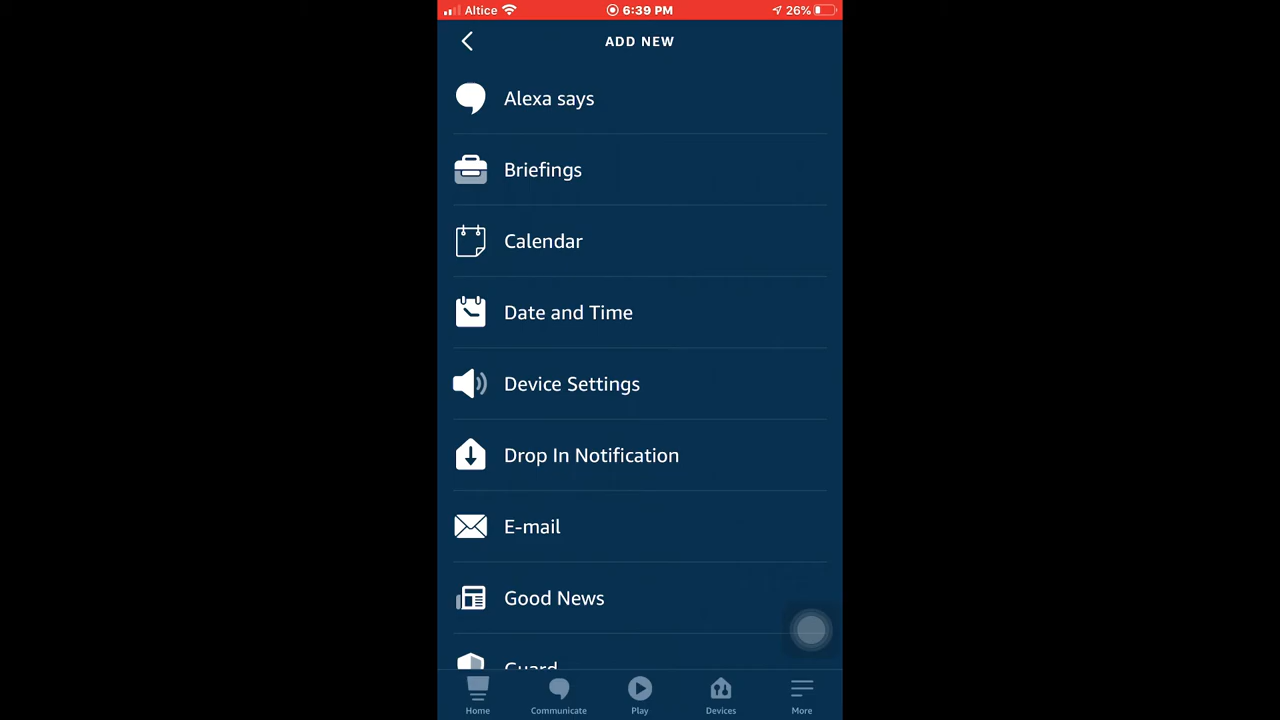 Altice 6:39 PM 26%
ADD NEW
Alexa says
Briefings
Calendar
Date and Time
Device Settings
Drop In Notification
E-mail
Good News
Guard
Home Communicate Play Devices More